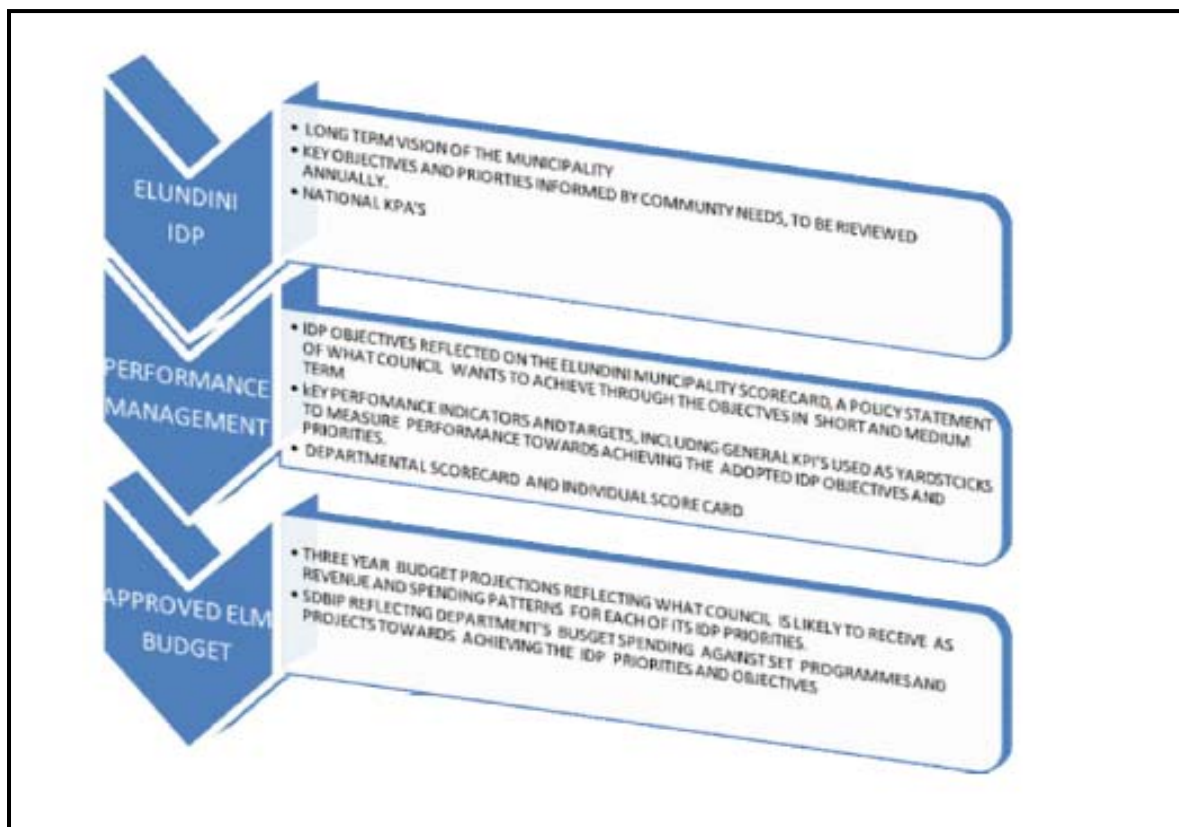 ELUNDINI
IDP
• LONG TERM VISION OF THE MUNICIPALITY
• KEY OBJECTIVES AND PRIORTIES INFORMED BY COMMUNTY NEEDS, TO BE RIEVIEWED
ANNUALLY.
• NATIONAL KPA'S
PERFORMANCE
MANAGEMENT
• IDP OBJECTIVES REFLECTED ON THE ELUNDINI MUNICIPALITY SCORECARD, A POLICY STATEMENT
OF WHAT COUNCIL WANTS TO ACHIEVE THROUGH THE OBJECTVES IN SHORT AND MEDIUM
TERM
• kEY PERFOMANCE INDICATORS AND TARGETS, INCLUDNG GENERAL KPI'S USED AS YARDSTCICKS
TO MEASURE PERFORMANCE TOWARDS ACHIEVING THE ADOPTED IDP OBJECTIVES AND
PRIORITIES.
• DEPARTMENTAL SCORECARD AND INDIVIDUAL SCORE CARD
APPROVED ELM
BUDGET
• THREE YEAR BUDGET PROJECTIONS REFLECTING WHAT COUNCIL IS LIKELY TO RECEIVE AS
REVENUE AND SPENDING PATTERNS FOR EACH OF ITS IDP PRIORITIES.
• SDBIP REFLECTNG DEPARTMENT'S BUSGET SPENDING AGAINST SET PROGRAMMES AND
PROJECTS TOWARDS ACHIEVING THE IDP PRIORITIES AND OBJECTIVES